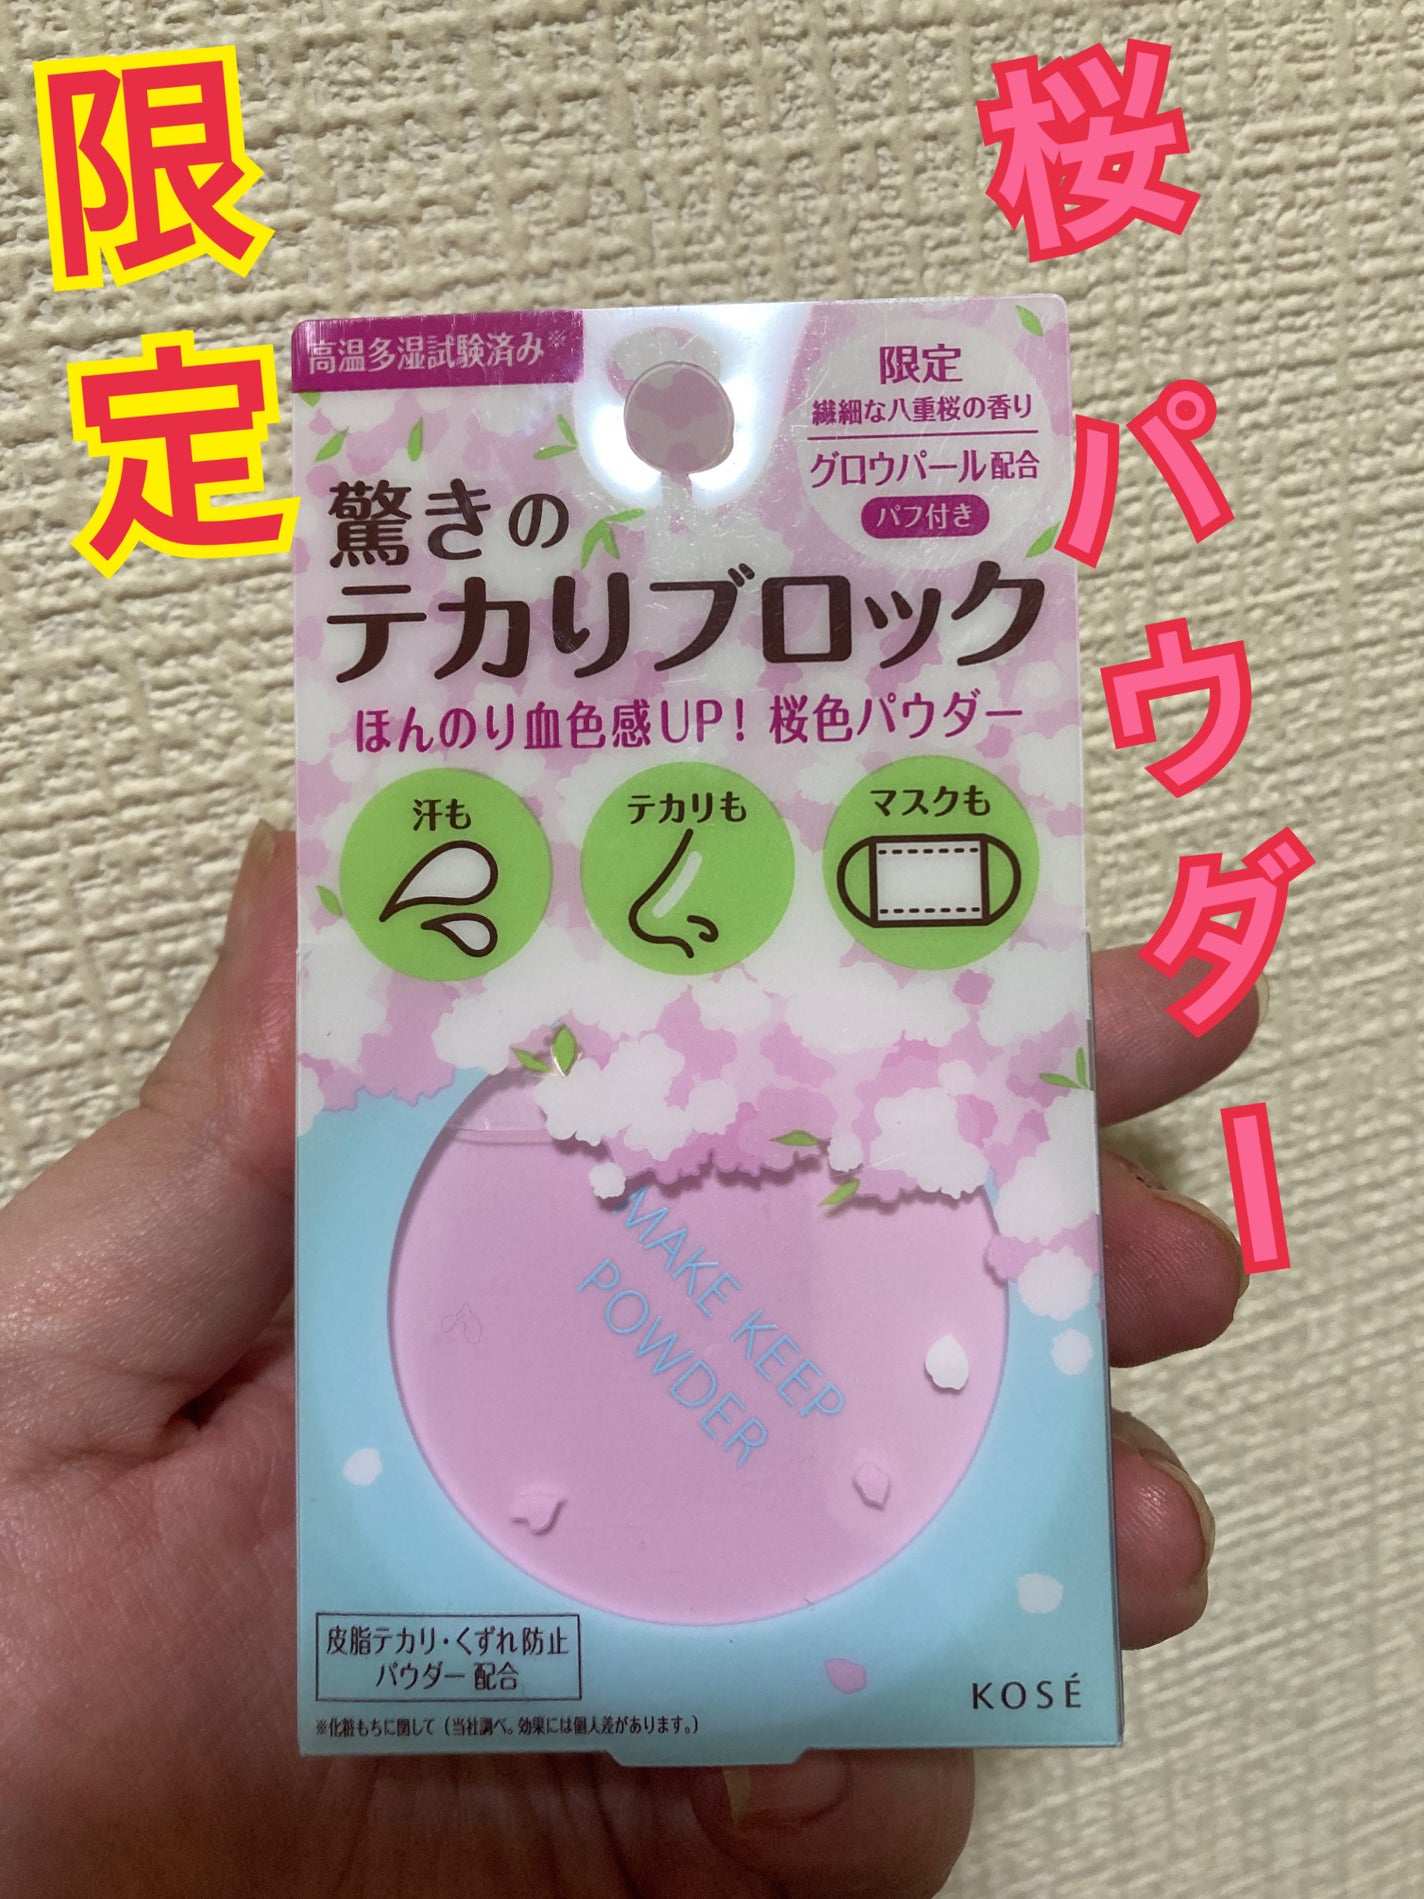 限定
桜パウダー
高温多湿試験済み※
限定
繊細な八重桜の香り
グロウパール配合
パフ付き
驚きの
テカリブロック
ほんのり血色感UP！桜色パウダー
汗も
テカリも
マスクも
MAKE KEEP
POWDER
皮脂テカリ・くずれ防止
パウダー配合
※化粧もちに関して（当社調べ。効果には個人差があります。）
KOSÉ